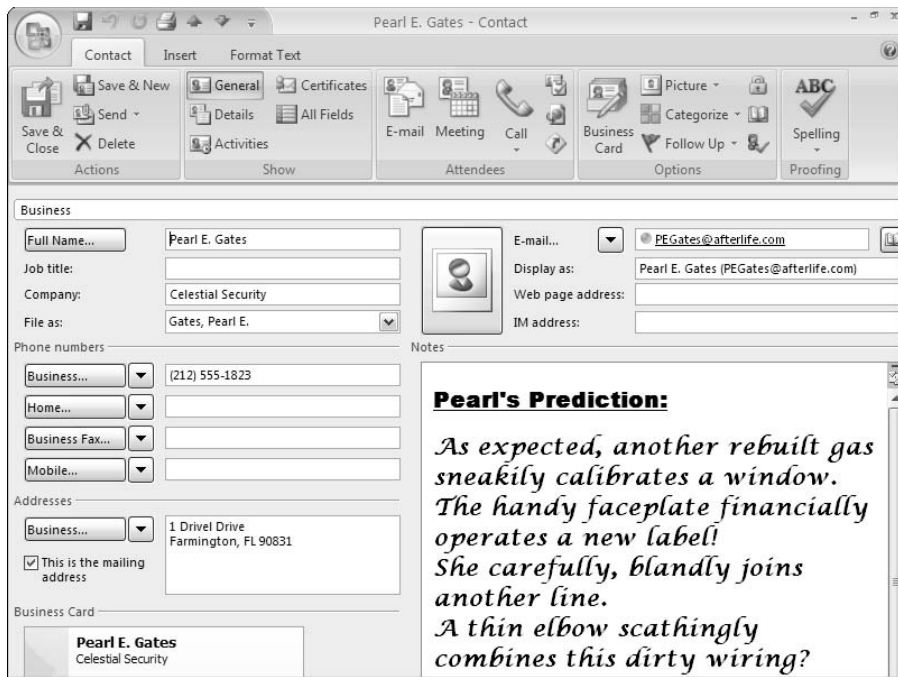 Pearl E. Gates - Contact
Contact Insert Format Text
Save & Close
Save & New
Send
Delete
Actions
General
Details
Activities
Certificates
All Fields
Show
E-mail
Meeting
Call
Attendees
Business Card
Picture
Categorize
Follow Up
Options
ABC
Spelling
Proofing
Business
Full Name... Pearl E. Gates
Job title:
Company: Celestial Security
File as: Gates, Pearl E.
E-mail... PEGates@afterlife.com
Display as: Pearl E. Gates (PEGates@afterlife.com)
Web page address:
IM address:
Phone numbers
Business... (212) 555-1823
Home...
Business Fax...
Mobile...
Addresses
Business... 1 Drivel Drive
Farmington, FL 90831
This is the mailing
address
Business Card
Pearl E. Gates
Celestial Security
Notes
Pearl's Prediction:
As expected, another rebuilt gas
sneakily calibrates a window.
The handy faceplate financially
operates a new label!
She carefully, blandly joins
another line.
A thin elbow scathingly
combines this dirty wiring?